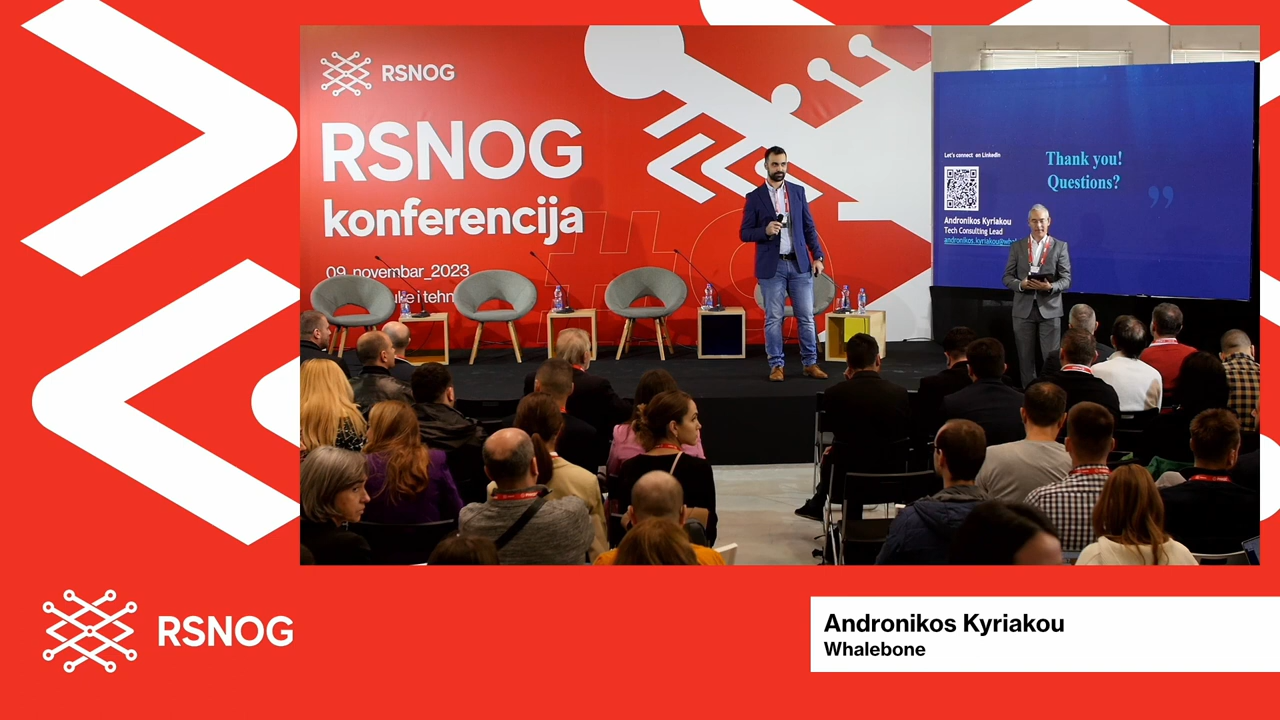 RSNOG
RSNOG
konferencija
09_novembar_2023
Let's connect on LinkedIn
Thank you!
Questions?
Andronikos Kyriakou
Tech Consulting Lead
RSNOG
Andronikos Kyriakou
Whalebone